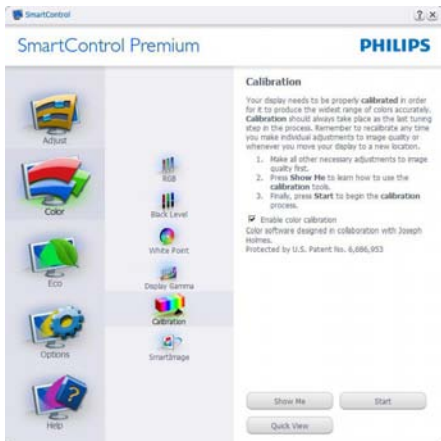 SmartControl
SmartControl Premium
PHILIPS
Adjust
Color
Eco
Options
Help
RGB
Black Level
White Point
Display Gamma
Calibration
SmartImage
Calibration
Your display needs to be properly calibrated in order
for it to produce the widest range of colors accurately.
Calibration should always take place as the last tuning
step in the process. Remember to recalibrate any time
you make individual adjustments to image quality or
whenever you move your display to a new location.
1. Make all other necessary adjustments to image
quality first.
2. Press Show Me to learn how to use the
calibration tools.
3. Finally, press Start to begin the calibration
process.
Enable color calibration
Color software designed in collaboration with Joseph
Holmes.
Protected by U.S. Patent No. 6,686,953
Show Me
Start
Quick View